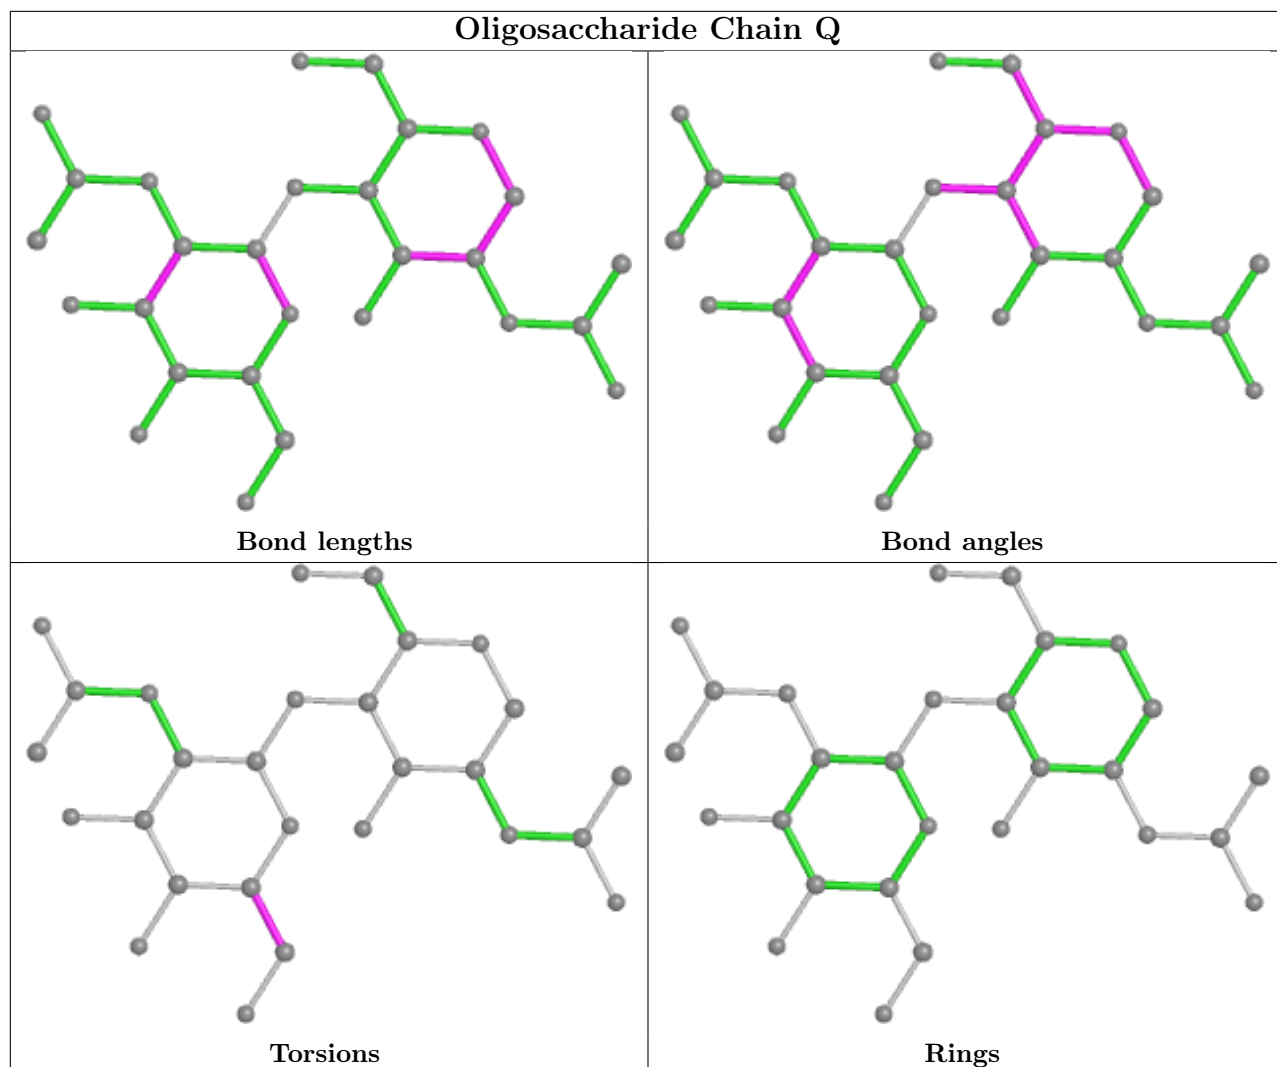 Oligosaccharide Chain Q
Bond lengths
Bond angles
Torsions
Rings